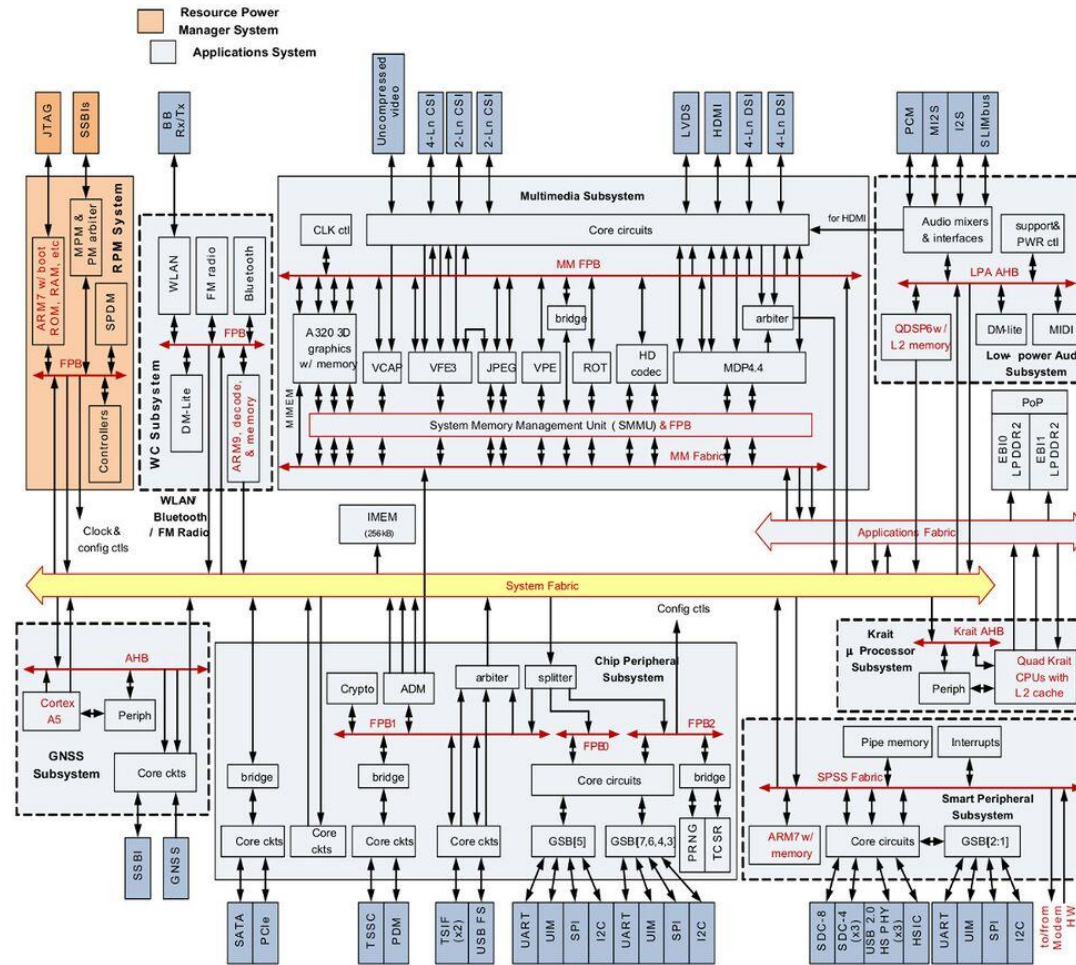 Resource Power
Manager System
Applications System
JTAG
SSBIs
BB
Rx/Tx
Uncompressed
video
4-Ln CSI
2-Ln CSI
2-Ln CSI
LVDS
HDMI
4-Ln DSI
4-Ln DSI
PCM
MI2S
I2S
SLIMbus
RPM System
ARM7 w/ boot
ROM, RAM, etc
MPM &
PM arbiter
SPDM
FPB
Controllers
Clock &
config ctls
WLAN
FM radio
Bluetooth
FPB
WC Subsystem
DM-Lite
ARM9, decode,
& memory
WLAN/
Bluetooth
/ FM Radio
Multimedia Subsystem
CLK ctl
Core circuits
for HDMI
MM FPB
A320 3D
graphics
w/ memory
VCAP
VFE3
JPEG
VPE
bridge
ROT
HD
codec
arbiter
MDP4.4
MIMEM
System Memory Management Unit ( SMMU) & FPB
MM Fabric
Audio mixers
& interfaces
support&
PWR ctl
LPA AHB
QDSP6w/
L2 memory
DM-lite
MIDI
Low- power Aud
Subsystem
PoP
EBI0
LPDDR2
EBI1
LPDDR2
IMEM
(256kB)
Applications Fabric
System Fabric
AHB
Cortex
A5
Periph
GNSS
Subsystem
Core ckts
SSBI
GNSS
Config ctls
Chip Peripheral
Subsystem
Crypto
ADM
arbiter
splitter
FPB1
FPB0
FPB2
bridge
bridge
Core circuits
bridge
Core ckts
Core
ckts
Core ckts
Core ckts
GSB[5]
GSB[7,6,4,3]
PRNG
TCSR
SATA
PCIe
TSSC
PDM
TSIF
(x2)
USB FS
UART
UIM
SPI
I2C
UART
UIM
SPI
I2C
Krait
µ Processor
Subsystem
Krait AHB
Periph
Quad Krait
CPUs with
L2 cache
Pipe memory
Interrupts
SPSS Fabric
Smart Peripheral
Subsystem
ARM7 w/
memory
Core circuits
GSB[2:1]
SDC-8
SDC-4
(x3)
USB 2.0
HS PHY
(x3)
HSIC
UART
UIM
SPI
I2C
to/from
Modem
HW